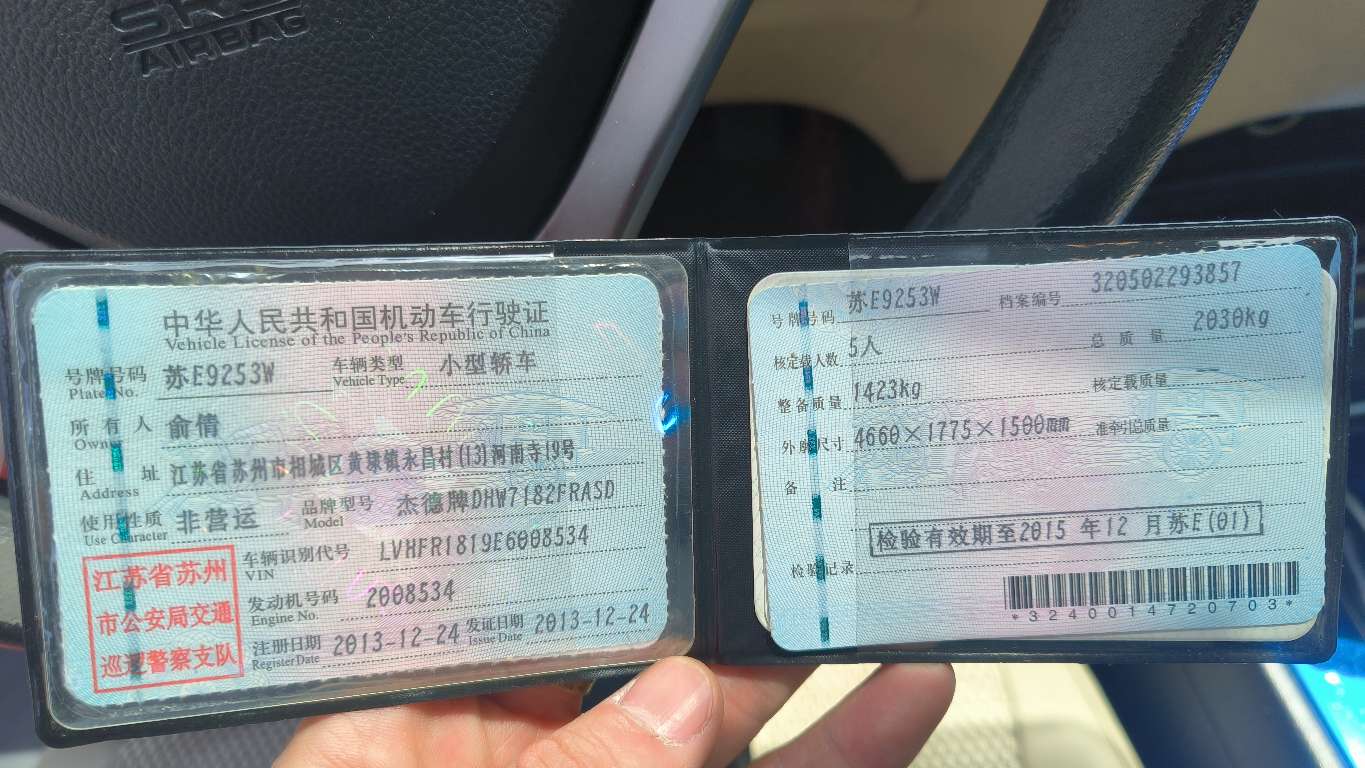 SRS
AIRBAG
中华人民共和国机动车行驶证
Vehicle License of the People's Republic of China
号牌号码 苏E9253W 车辆类型 小型轿车
Plate No. Vehicle Type
所有人 俞倩
Owner
住址 江苏省苏州市相城区黄埭镇永昌村(13)河南寺19号
Address
使用性质 非营运 品牌型号 杰德牌DHW7182FRASD
Use Character Model
江苏省苏州
市公安局交通
巡逻警察支队
车辆识别代号 LVHFR1819E6008534
VIN
发动机号码 2008534
Engine No.
注册日期 2013-12-24 发证日期 2013-12-24
Register Date Issue Date
号牌号码 苏E9253W 档案编号 320502293857
核定载人数 5人 总质量 2030kg
整备质量 1423kg 核定载质量 --
外廓尺寸 4660×1775×1500mm 准牵引总质量 --
备注
检验有效期至2015 年12 月苏E(01)
检验记录
*3240014720703*